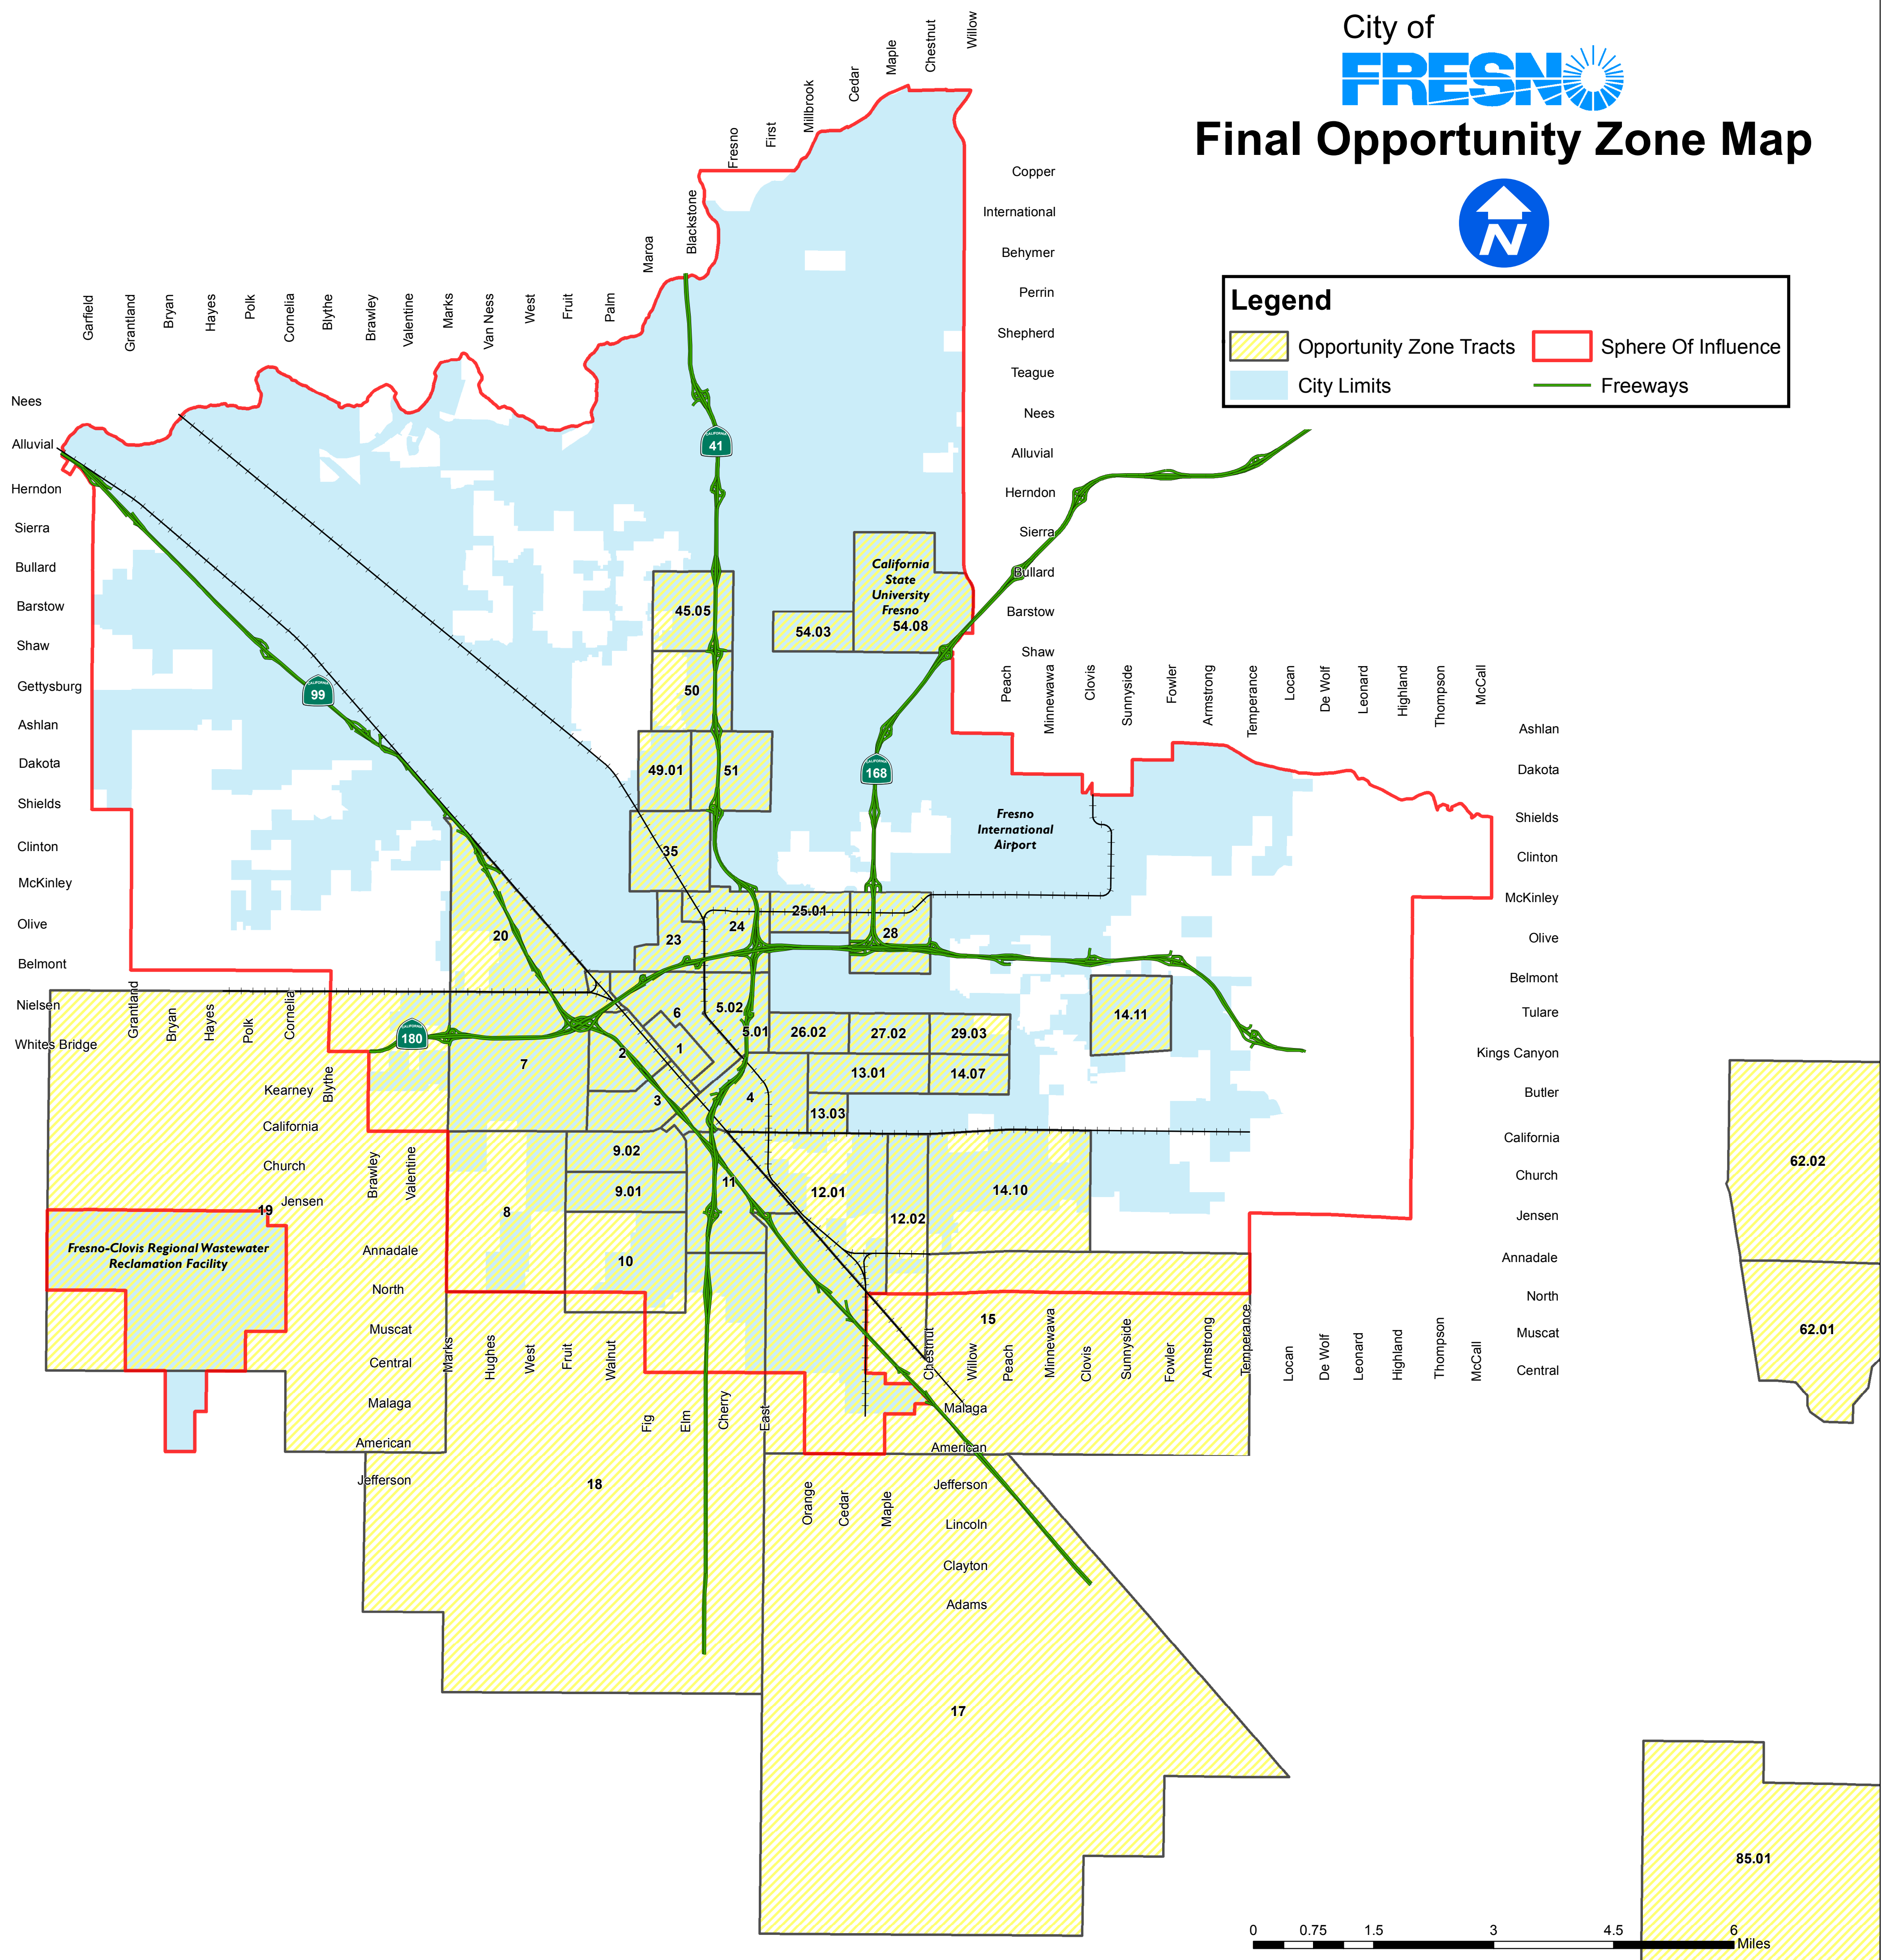 City of
FRESNO
Final Opportunity Zone Map
N
Legend
Opportunity Zone Tracts
Sphere Of Influence
City Limits
Freeways
Garfield
Grantland
Bryan
Hayes
Polk
Cornelia
Blythe
Brawley
Valentine
Marks
Van Ness
West
Fruit
Palm
Maroa
Blackstone
Fresno
First
Millbrook
Cedar
Maple
Chestnut
Willow
Copper
International
Behymer
Perrin
Shepherd
Teague
Nees
Alluvial
Herndon
Sierra
Bullard
Barstow
Shaw
Nees
Alluvial
Herndon
Sierra
Bullard
Barstow
Shaw
Gettysburg
Ashlan
Dakota
Shields
Clinton
McKinley
Olive
Belmont
Nielsen
Whites Bridge
Peach
Minnewawa
Clovis
Sunnyside
Fowler
Armstrong
Temperance
Locan
De Wolf
Leonard
Highland
Thompson
McCall
Ashlan
Dakota
Shields
Clinton
McKinley
Olive
Belmont
Tulare
Kings Canyon
Butler
California
Church
Jensen
Annadale
North
Muscat
Central
CALIFORNIA
41
CALIFORNIA
99
CALIFORNIA
168
CALIFORNIA
180
California
State
University
Fresno
54.08
54.03
45.05
50
49.01
51
35
Fresno
International
Airport
20
23
24
25.01
28
6
5.02
5.01
26.02
27.02
29.03
14.11
1
2
3
4
7
13.01
14.07
13.03
9.02
9.01
8
10
11
12.01
12.02
14.10
15
62.02
62.01
Grantland
Bryan
Hayes
Polk
Cornelia
Blythe
Kearney
California
Church
Jensen
19
Brawley
Valentine
Fresno-Clovis Regional Wastewater
Reclamation Facility
Annadale
North
Muscat
Central
Malaga
American
Jefferson
Marks
Hughes
West
Fruit
Walnut
Fig
Elm
Cherry
East
Chestnut
Willow
Peach
Minnewawa
Clovis
Sunnyside
Fowler
Armstrong
Temperance
Locan
De Wolf
Leonard
Highland
Thompson
McCall
Malaga
American
Jefferson
Lincoln
Clayton
Adams
Orange
Cedar
Maple
18
17
85.01
0
0.75
1.5
3
4.5
6
Miles